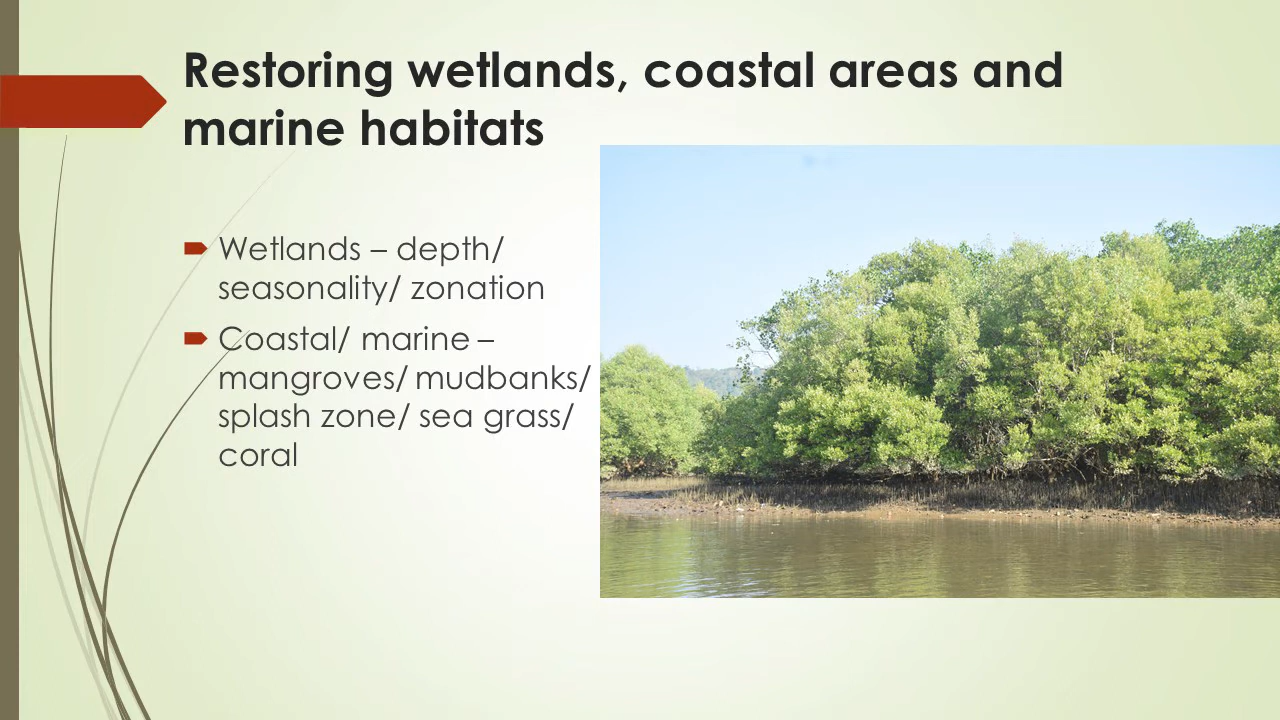 Restoring wetlands, coastal areas and
marine habitats
Wetlands – depth/
seasonality/ zonation
Coastal/ marine –
mangroves/ mudbanks/
splash zone/ sea grass/
coral